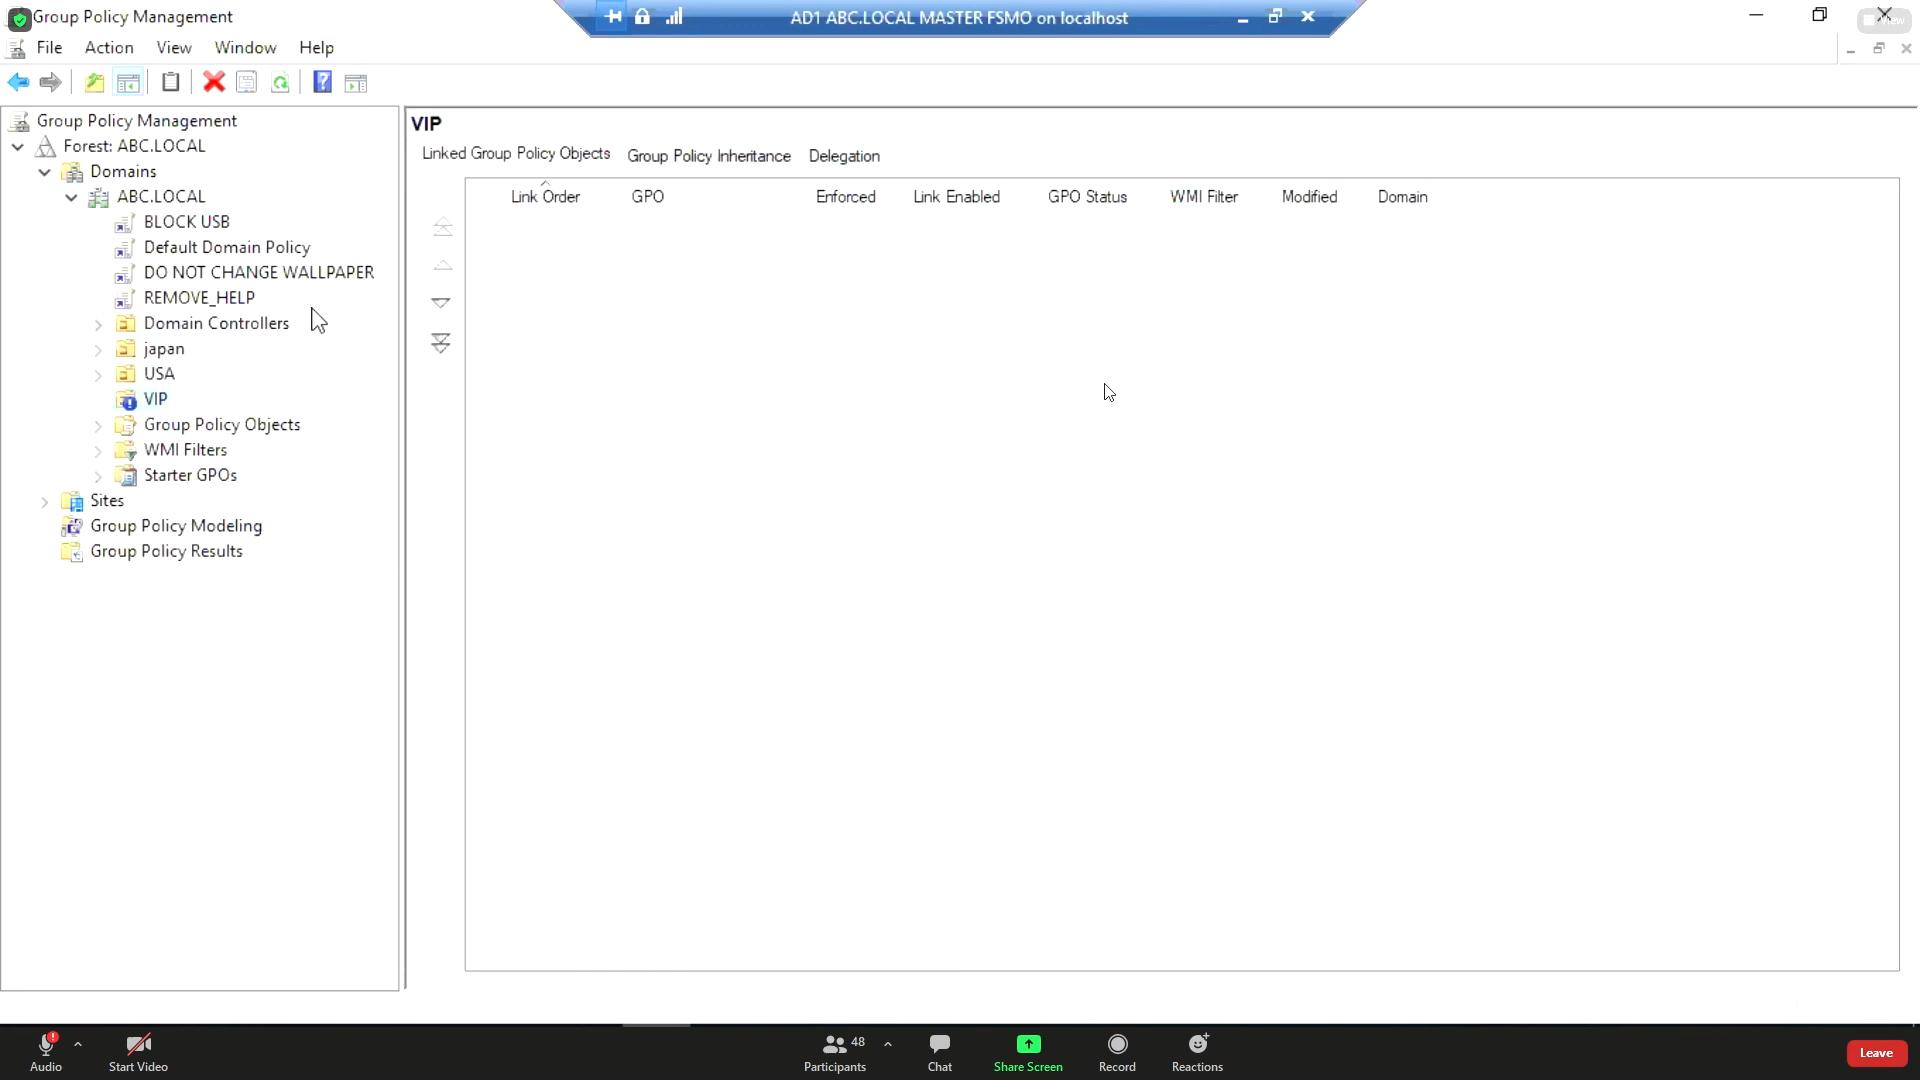 Group Policy Management
AD1 ABC.LOCAL MASTER FSMO on localhost
View
File Action View Window Help
Group Policy Management
Forest: ABC.LOCAL
Domains
ABC.LOCAL
BLOCK USB
Default Domain Policy
DO NOT CHANGE WALLPAPER
REMOVE_HELP
Domain Controllers
japan
USA
VIP
Group Policy Objects
WMI Filters
Starter GPOs
Sites
Group Policy Modeling
Group Policy Results
VIP
Linked Group Policy Objects Group Policy Inheritance Delegation
Link Order GPO Enforced Link Enabled GPO Status WMI Filter Modified Domain
48
Audio Start Video Participants Chat Share Screen Record Reactions Leave